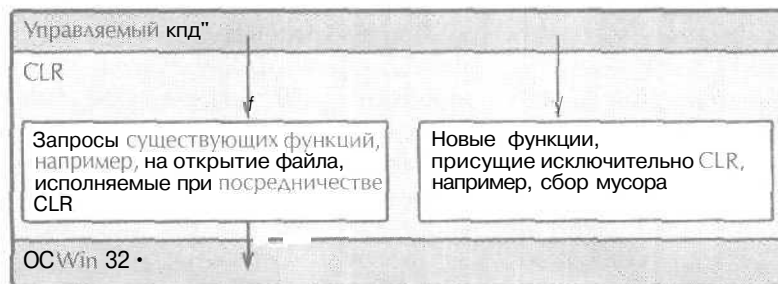 Управляемый кпд"
CLR
Запросы существующих функций,
например, на открытие файла,
исполняемые при посредничестве
CLR
Новые функции,
присущие исключительно CLR,
например, сбор мусора
ОС Win 32 •